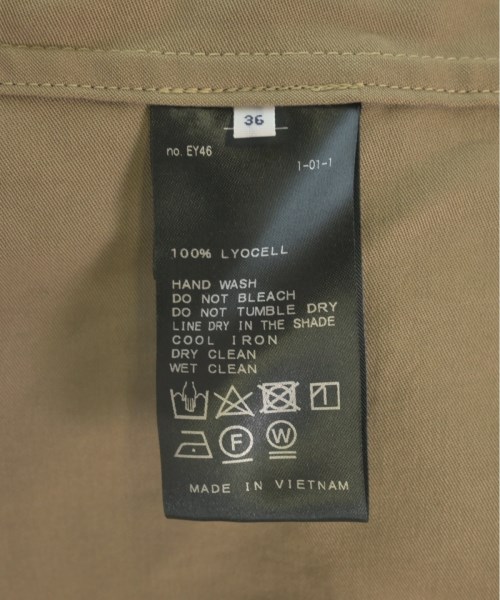 36
no. EY46
1-01-1
100% LYOCELL
HAND WASH
DO NOT BLEACH
DO NOT TUMBLE DRY
LINE DRY IN THE SHADE
COOL IRON
DRY CLEAN
WET CLEAN
F W
MADE IN VIETNAM